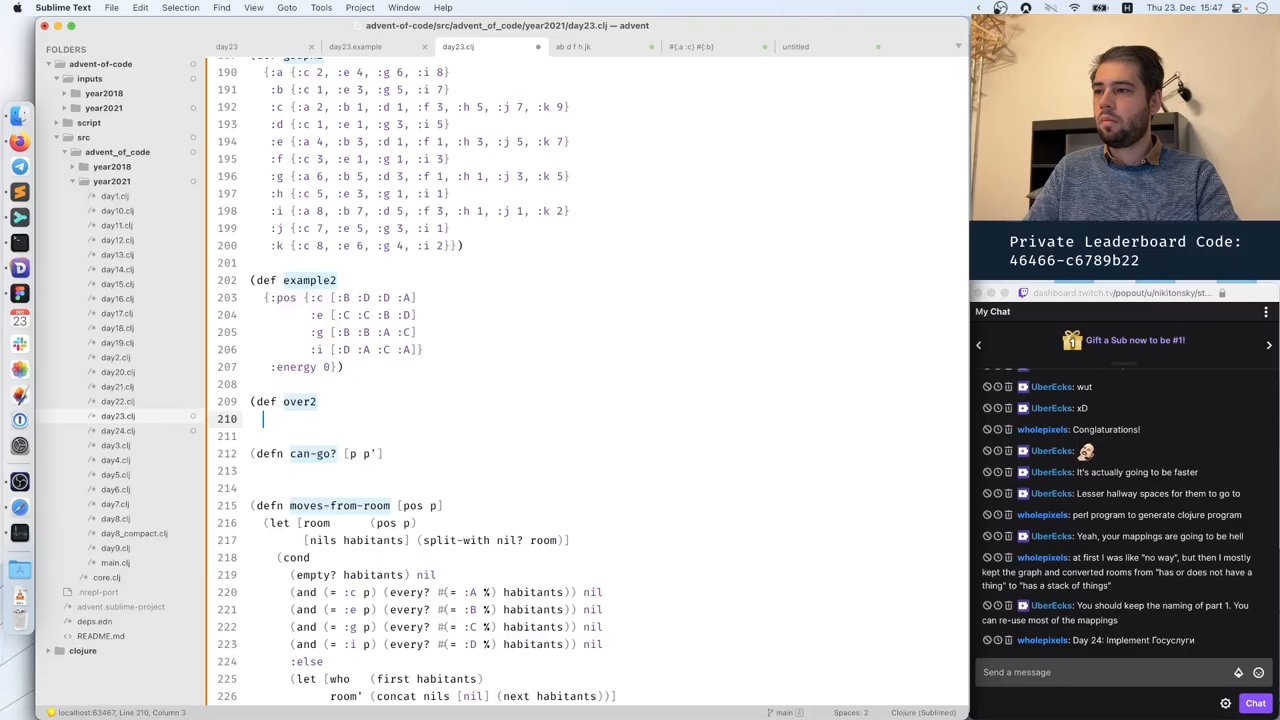 Sublime Text File Edit Selection Find View Goto Tools Project Window Help
Thu 23. Dec 15:47
advent-of-code/src/advent_of_code/year2021/day23.clj — advent
FOLDERS
advent-of-code
inputs
year2018
year2021
script
src
advent_of_code
year2018
year2021
day1.clj
day10.clj
day11.clj
day12.clj
day13.clj
day14.clj
day15.clj
day16.clj
day17.clj
day18.clj
day19.clj
day2.clj
day20.clj
day21.clj
day22.clj
day23.clj
day24.clj
day3.clj
day4.clj
day5.clj
day6.clj
day7.clj
day8.clj
day8_compact.clj
day9.clj
main.clj
core.clj
.nrepl-port
advent.sublime-project
deps.edn
README.md
clojure
day23
day23.example
day23.clj
ab d f h jk
#{:a :c} #{:b}
untitled
190 {:a {:c 2, :e 4, :g 6, :i 8}
191 :b {:c 1, :e 3, :g 5, :i 7}
192 :c {:a 2, :b 1, :d 1, :f 3, :h 5, :j 7, :k 9}
193 :d {:c 1, :e 1, :g 3, :i 5}
194 :e {:a 4, :b 3, :d 1, :f 1, :h 3, :j 5, :k 7}
195 :f {:c 3, :e 1, :g 1, :i 3}
196 :g {:a 6, :b 5, :d 3, :f 1, :h 1, :j 3, :k 5}
197 :h {:c 5, :e 3, :g 1, :i 1}
198 :i {:a 8, :b 7, :d 5, :f 3, :h 1, :j 1, :k 2}
199 :j {:c 7, :e 5, :g 3, :i 1}
200 :k {:c 8, :e 6, :g 4, :i 2}})
201
202 (def example2
203 {:pos {:c [:B :D :D :A]
204 :e [:C :C :B :D]
205 :g [:B :B :A :C]
206 :i [:D :A :C :A]}
207 :energy 0})
208
209 (def over2
210
211
212 (defn can-go? [p p']
213
214
215 (defn moves-from-room [pos p]
216 (let [room (pos p)
217 [nils habitants] (split-with nil? room)]
218 (cond
219 (empty? habitants) nil
220 (and (= :c p) (every? #(= :A %) habitants)) nil
221 (and (= :e p) (every? #(= :B %) habitants)) nil
222 (and (= :g p) (every? #(= :C %) habitants)) nil
223 (and (= :i p) (every? #(= :D %) habitants)) nil
224 :else
225 (let [a (first habitants)
226 room' (concat nils [nil] (next habitants))]
localhost:63467, Line 210, Column 3
main 4
Spaces: 2
Clojure (Sublimed)
Private Leaderboard Code:
46466-c6789b22
dashboard.twitch.tv/popout/u/nikitonsky/st...
My Chat
Gift a Sub now to be #1!
UberEcks: wut
UberEcks: xD
wholepixels: Conglaturations!
UberEcks:
UberEcks: It's actually going to be faster
UberEcks: Lesser hallway spaces for them to go to
wholepixels: perl program to generate clojure program
UberEcks: Yeah, your mappings are going to be hell
wholepixels: at first I was like "no way", but then I mostly
kept the graph and converted rooms from "has or does not have a
thing" to "has a stack of things"
UberEcks: You should keep the naming of part 1. You
can re-use most of the mappings
wholepixels: Day 24: Implement Госуслуги
Send a message
Chat